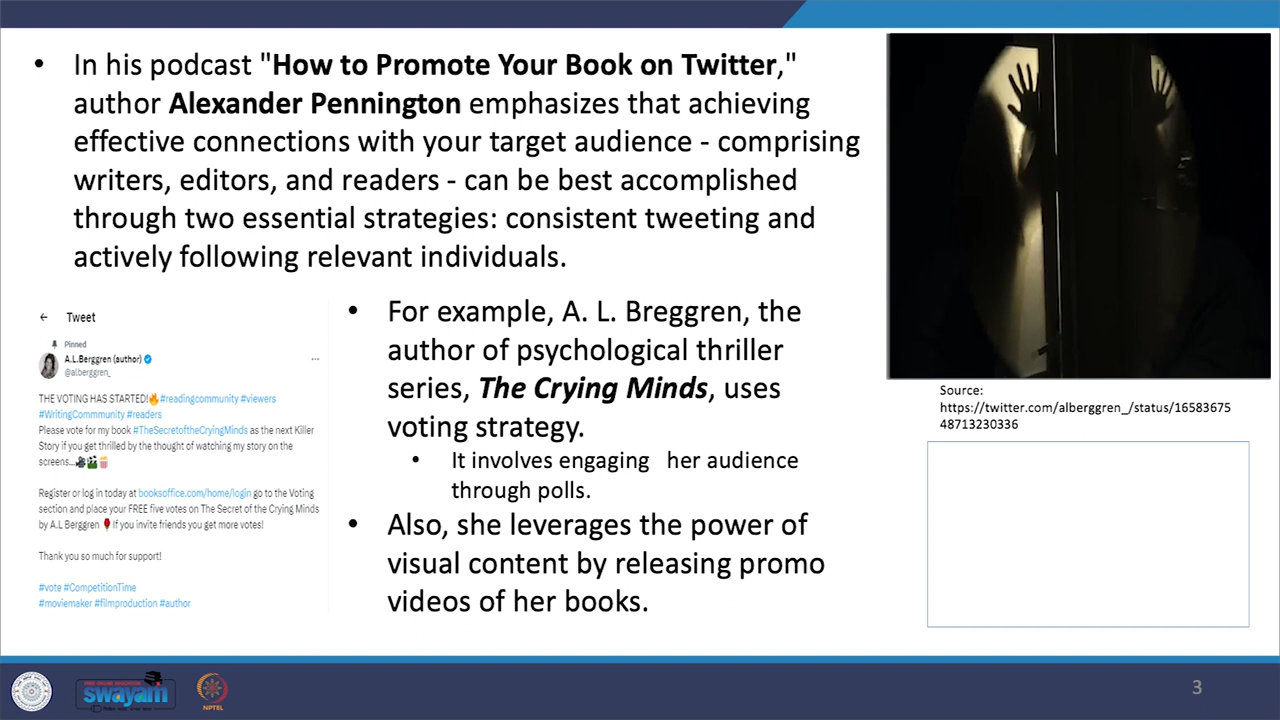 • In his podcast "How to Promote Your Book on Twitter,"
author Alexander Pennington emphasizes that achieving
effective connections with your target audience - comprising
writers, editors, and readers - can be best accomplished
through two essential strategies: consistent tweeting and
actively following relevant individuals.
← Tweet
Pinned
A.L.Berggren (author)
@alberggren_
...
THE VOTING HAS STARTED!🔥#readingcommunity #viewers
#WritingCommmunity #readers
Please vote for my book #TheSecretoftheCryingMinds as the next Killer
Story if you get thrilled by the thought of watching my story on the
screens...🎥🎬🍿
Register or log in today at booksoffice.com/home/login go to the Voting
section and place your FREE five votes on The Secret of the Crying Minds
by A.L Berggren 🌹If you invite friends you get more votes!
Thank you so much for support!
#vote #CompetitionTime
#moviemaker #filmproduction #author
• For example, A. L. Breggren, the
author of psychological thriller
series, The Crying Minds, uses
voting strategy.
• It involves engaging her audience
through polls.
• Also, she leverages the power of
visual content by releasing promo
videos of her books.
Source:
https://twitter.com/alberggren_/status/16583675
48713230336
FREE ONLINE EDUCATION
swayam
NPTEL
3